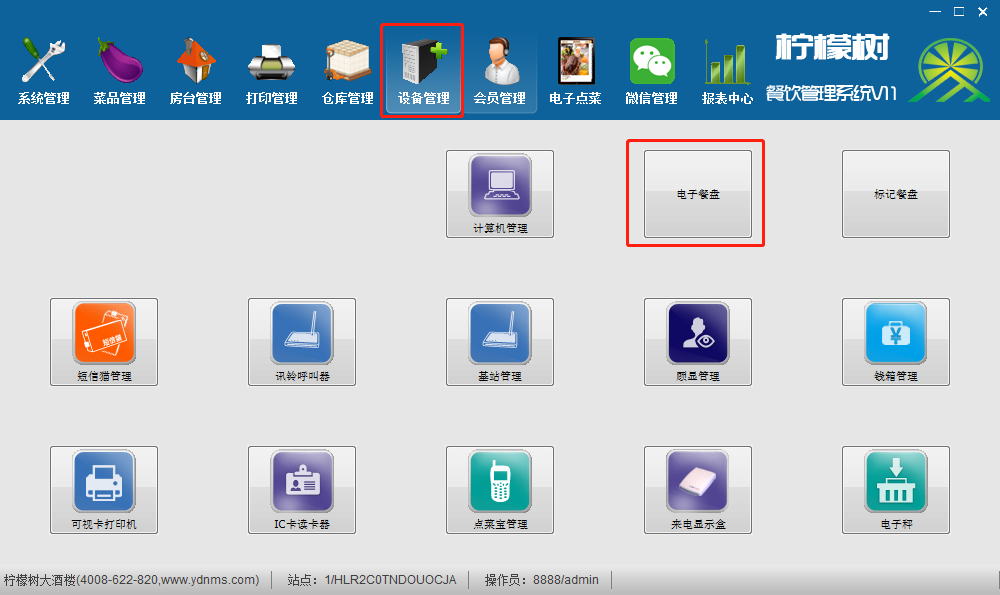 柠檬树
餐饮管理系统V11
系统管理
菜品管理
房台管理
打印管理
仓库管理
设备管理
会员管理
电子点菜
微信管理
报表中心
计算机管理
电子餐盘
标记餐盘
短信猫
短信猫管理
讯铃呼叫器
基站管理
顾显管理
钱箱管理
可视卡打印机
IC卡读卡器
点菜宝管理
来电显示盒
电子秤
柠檬树大酒楼(4008-622-820,www.ydnms.com)
站点：1/HLR2C0TNDOUOCJA
操作员：8888/admin